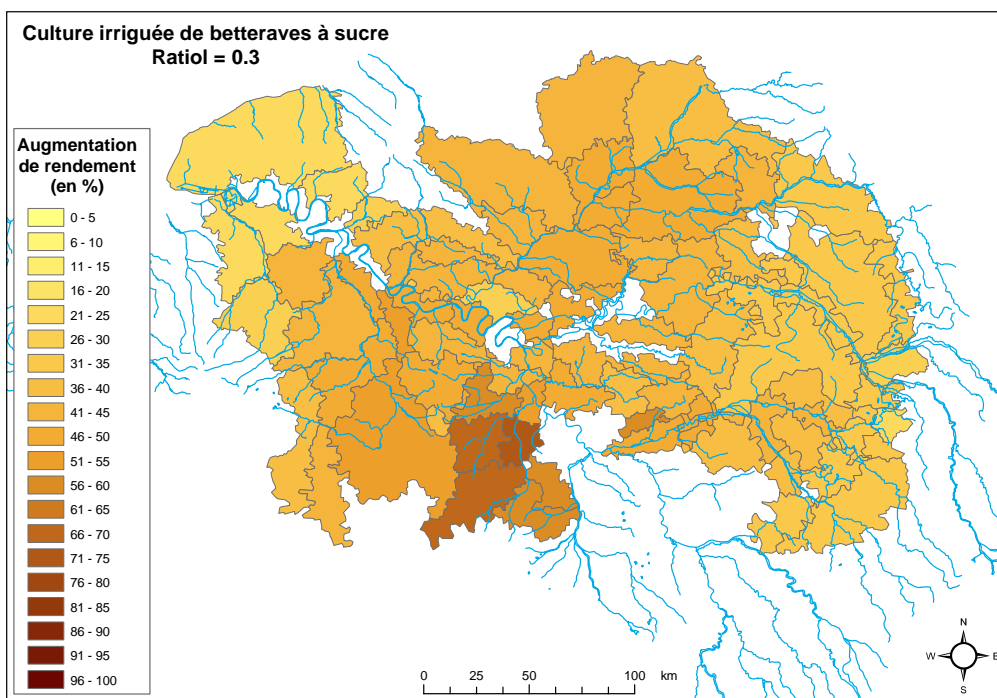 Culture irriguée de betteraves à sucre
Ratiol = 0.3
Augmentation
de rendement
(en %)
0 - 5
6 - 10
11 - 15
16 - 20
21 - 25
26 - 30
31 - 35
36 - 40
41 - 45
46 - 50
51 - 55
56 - 60
61 - 65
66 - 70
71 - 75
76 - 80
81 - 85
86 - 90
91 - 95
96 - 100
0 25 50 100 km
N
W E
S